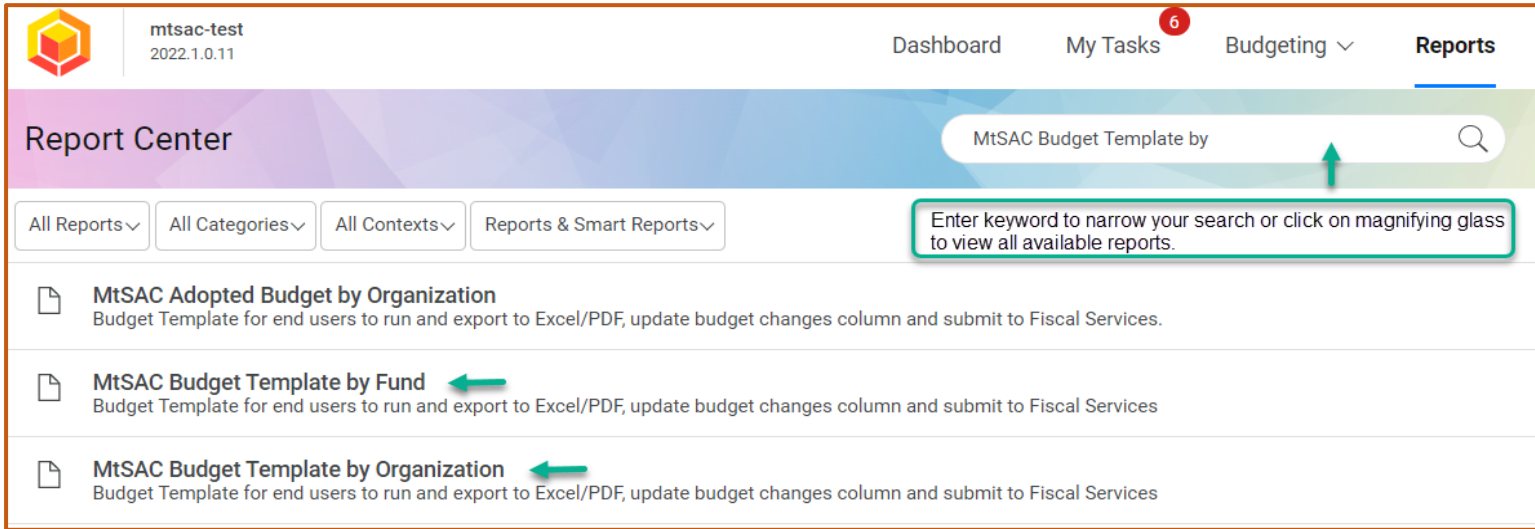 mtsac-test
2022.1.0.11
Dashboard My Tasks 6 Budgeting Reports
Report Center
MtSAC Budget Template by
All Reports All Categories All Contexts Reports & Smart Reports
Enter keyword to narrow your search or click on magnifying glass
to view all available reports.
MtSAC Adopted Budget by Organization
Budget Template for end users to run and export to Excel/PDF, update budget changes column and submit to Fiscal Services.
MtSAC Budget Template by Fund
Budget Template for end users to run and export to Excel/PDF, update budget changes column and submit to Fiscal Services
MtSAC Budget Template by Organization
Budget Template for end users to run and export to Excel/PDF, update budget changes column and submit to Fiscal Services